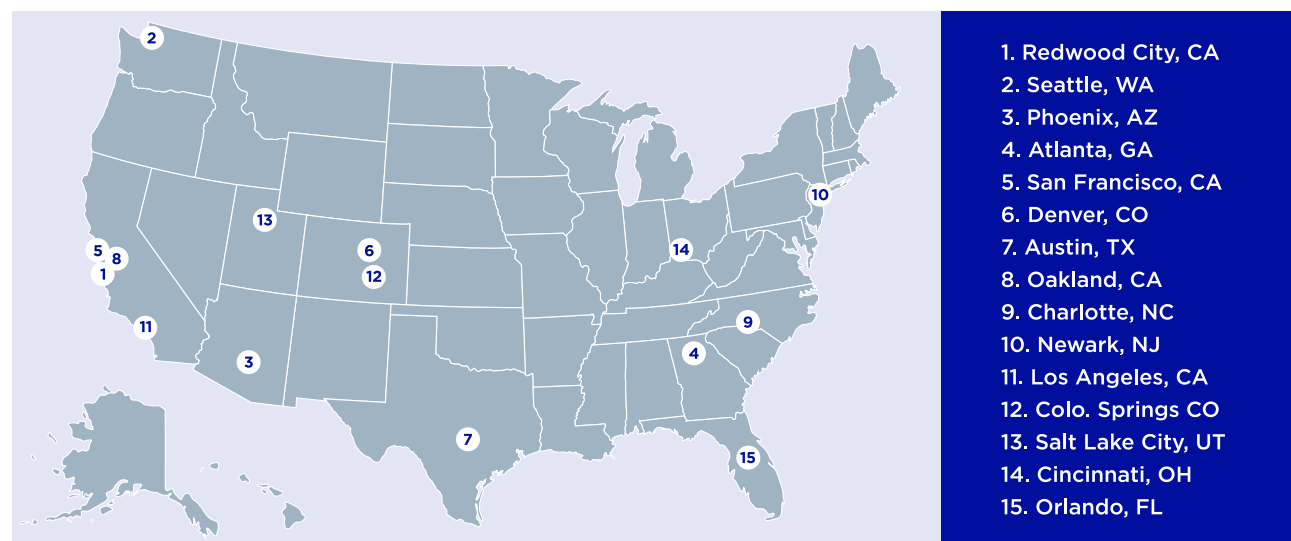 2
10
13
5
8
6
14
1
12
11
9
3
4
7
15
1. Redwood City, CA
2. Seattle, WA
3. Phoenix, AZ
4. Atlanta, GA
5. San Francisco, CA
6. Denver, CO
7. Austin, TX
8. Oakland, CA
9. Charlotte, NC
10. Newark, NJ
11. Los Angeles, CA
12. Colo. Springs CO
13. Salt Lake City, UT
14. Cincinnati, OH
15. Orlando, FL